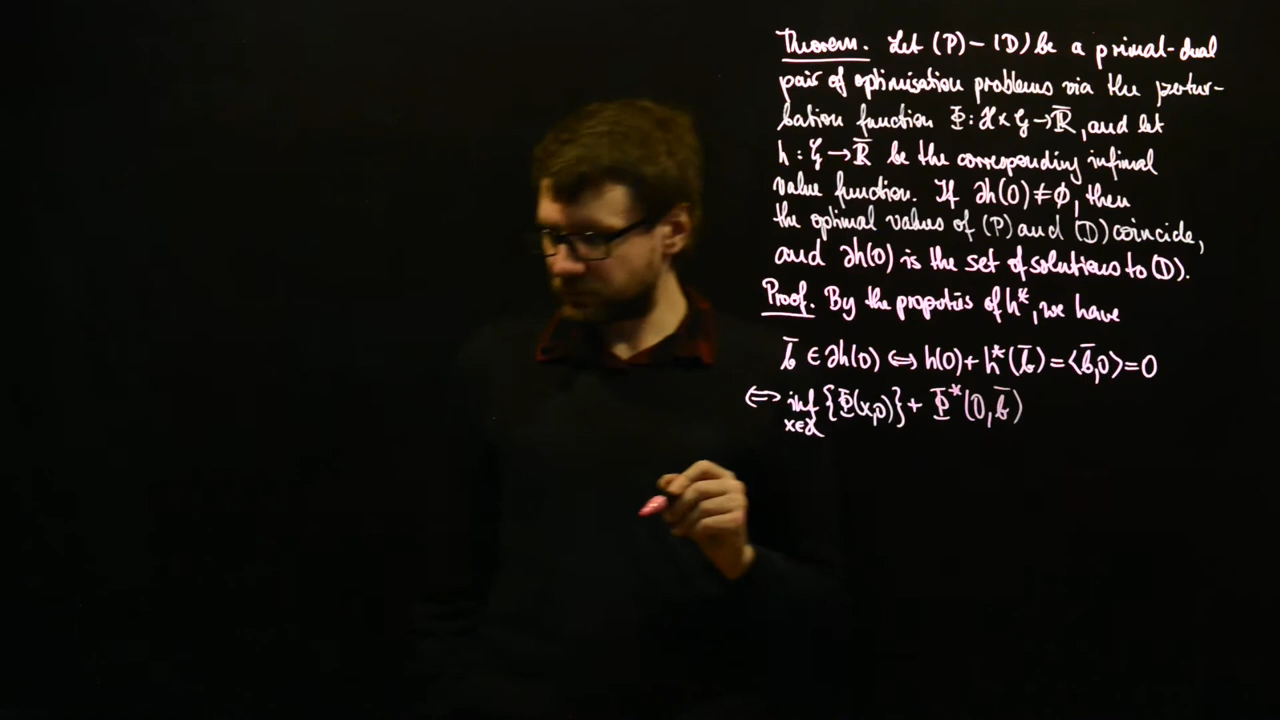 Theorem. Let (P)-(D) be a primal-dual
pair of optimisation problems via the pertur-
bation function Φ: H × G → R̄, and let
h: G → R̄ be the corresponding infimal
value function. If ∂h(0) ≠ ∅, then
the optimal values of (P) and (D) coincide,
and ∂h(0) is the set of solutions to (D).
Proof. By the properties of h*, we have
b̄ ∈ ∂h(0) ⟺ h(0) + h*(b̄) = ⟨b̄,0⟩ = 0
⟺ inf_{x∈H} {Φ(x,0)} + Φ*(0,b̄)